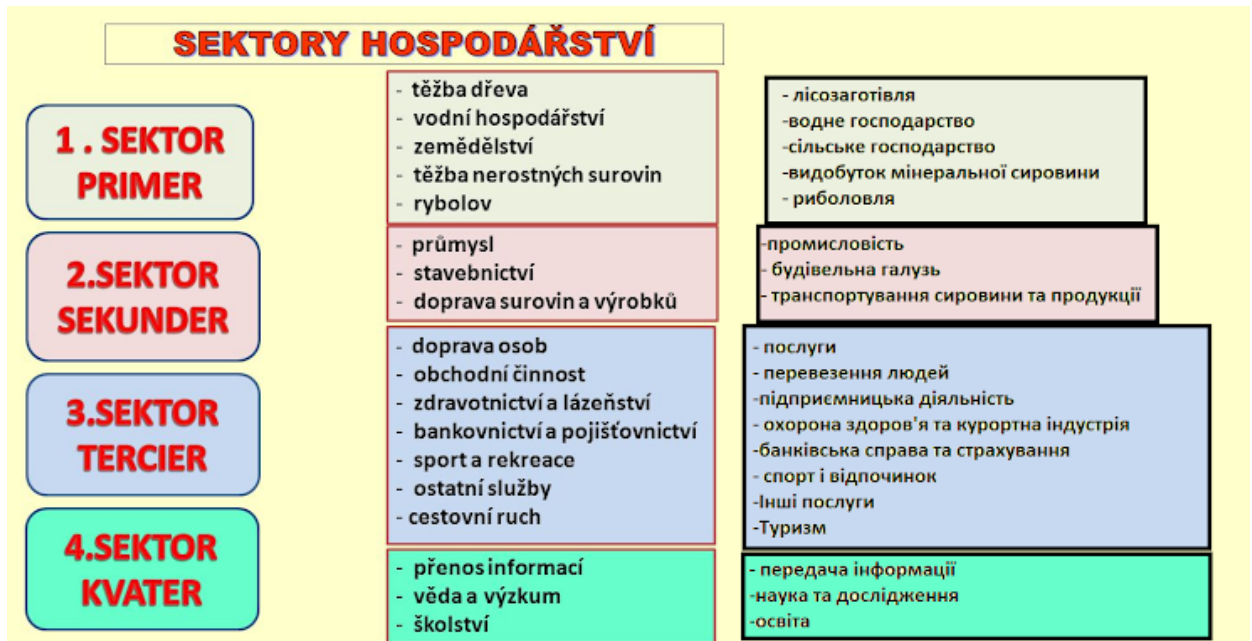 SEKTORY HOSPODÁŘSTVÍ
1 . SEKTOR
PRIMER
- těžba dřeva
- vodní hospodářství
- zemědělství
- těžba nerostných surovin
- rybolov
- лісозаготівля
-водне господарство
-сільське господарство
-видобуток мінеральної сировини
- риболовля
2.SEKTOR
SEKUNDER
- průmysl
- stavebnictví
- doprava surovin a výrobků
-промисловість
- будівельна галузь
- транспортування сировини та продукції
3.SEKTOR
TERCIER
- doprava osob
- obchodní činnost
- zdravotnictví a lázeňství
- bankovnictví a pojišťovnictví
- sport a rekreace
- ostatní služby
- cestovní ruch
- послуги
- перевезення людей
-підприємницька діяльність
- охорона здоров'я та курортна індустрія
-банківська справа та страхування
- спорт і відпочинок
-Інші послуги
-Туризм
4.SEKTOR
KVATER
- přenos informací
- věda a výzkum
- školství
- передача інформації
-наука та дослідження
-освіта